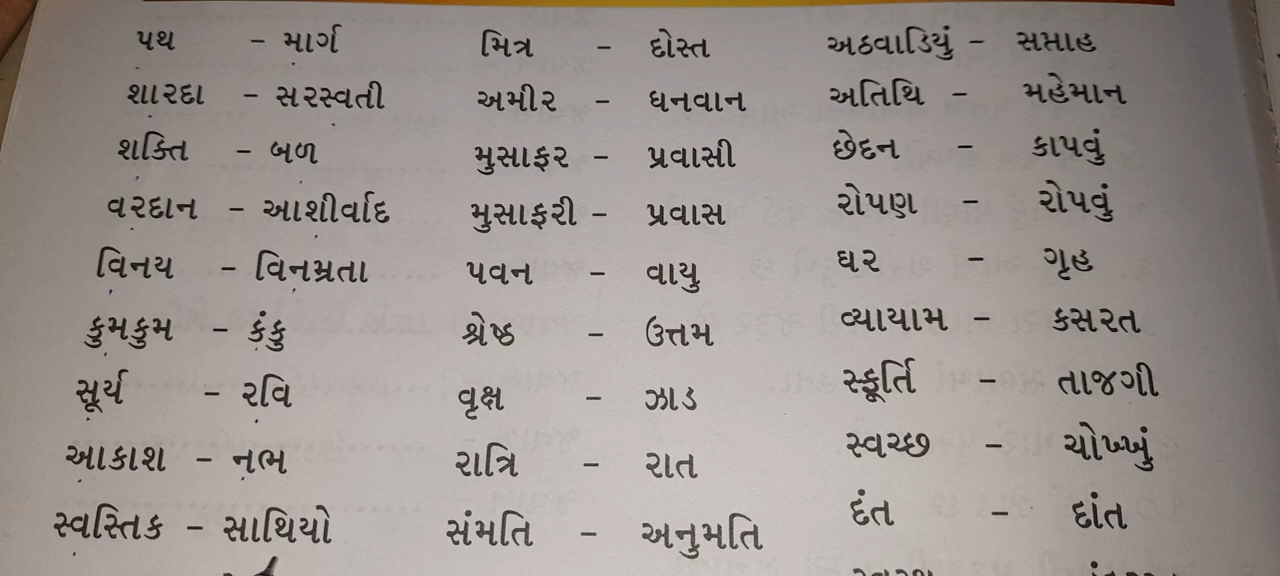 પથ - માર્ગ મિત્ર - દોસ્ત અઠવાડિયું - સપ્તાહ
શારદા - સરસ્વતી અમીર - ધનવાન અતિથિ - મહેમાન
શક્તિ - બળ મુસાફર - પ્રવાસી છેદન - કાપવું
વરદાન - આશીર્વાદ મુસાફરી - પ્રવાસ રોપણ - રોપવું
વિનય - વિનમ્રતા પવન - વાયુ ઘર - ગૃહ
કુમકુમ - કંકુ શ્રેષ્ઠ - ઉત્તમ વ્યાયામ - કસરત
સૂર્ય - રવિ વૃક્ષ - ઝાડ સ્ફૂર્તિ - તાજગી
આકાશ - નભ રાત્રિ - રાત સ્વચ્છ - ચોખ્ખું
સ્વસ્તિક - સાથિયો સંમતિ - અનુમતિ દંત - દાંત